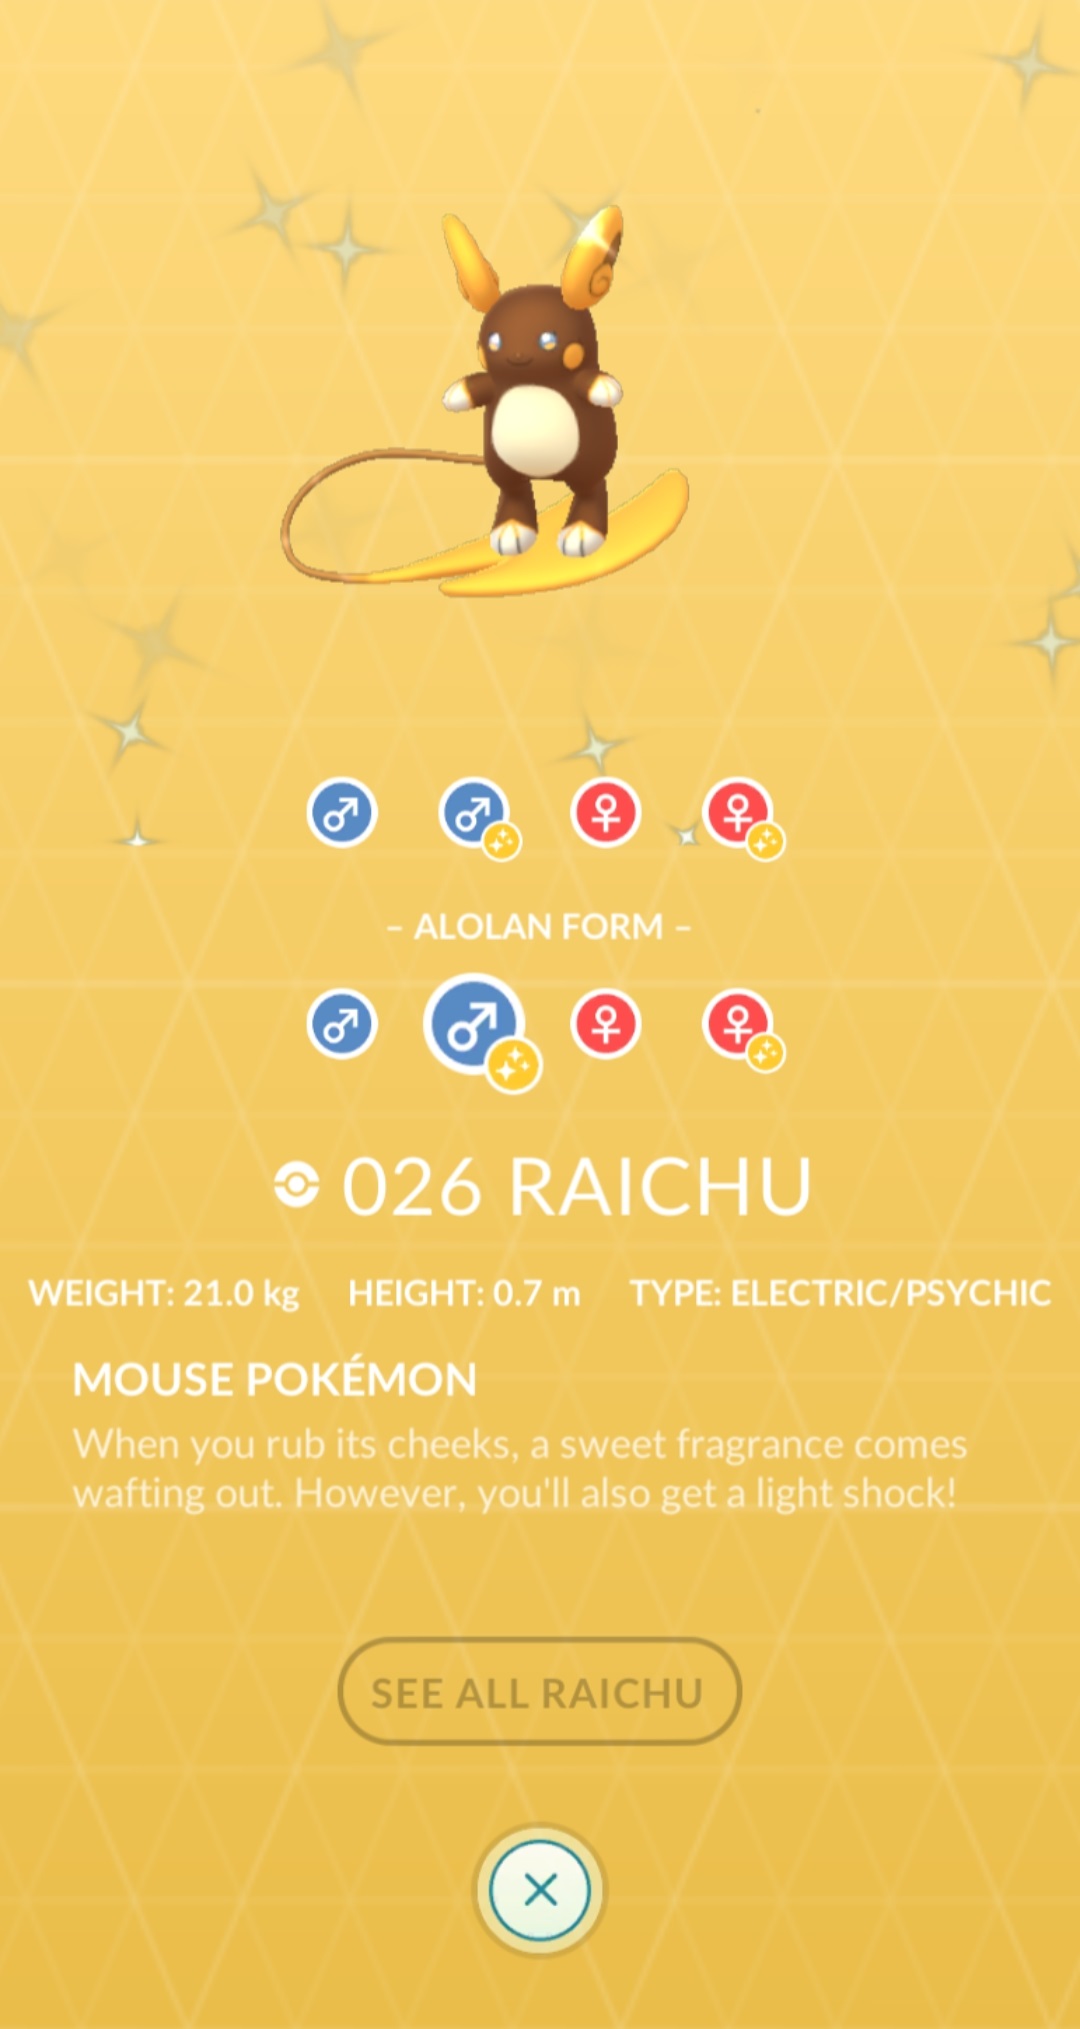 – ALOLAN FORM –
026 RAICHU
WEIGHT: 21.0 kg HEIGHT: 0.7 m TYPE: ELECTRIC/PSYCHIC
MOUSE POKÉMON
When you rub its cheeks, a sweet fragrance comes
wafting out. However, you'll also get a light shock!
SEE ALL RAICHU